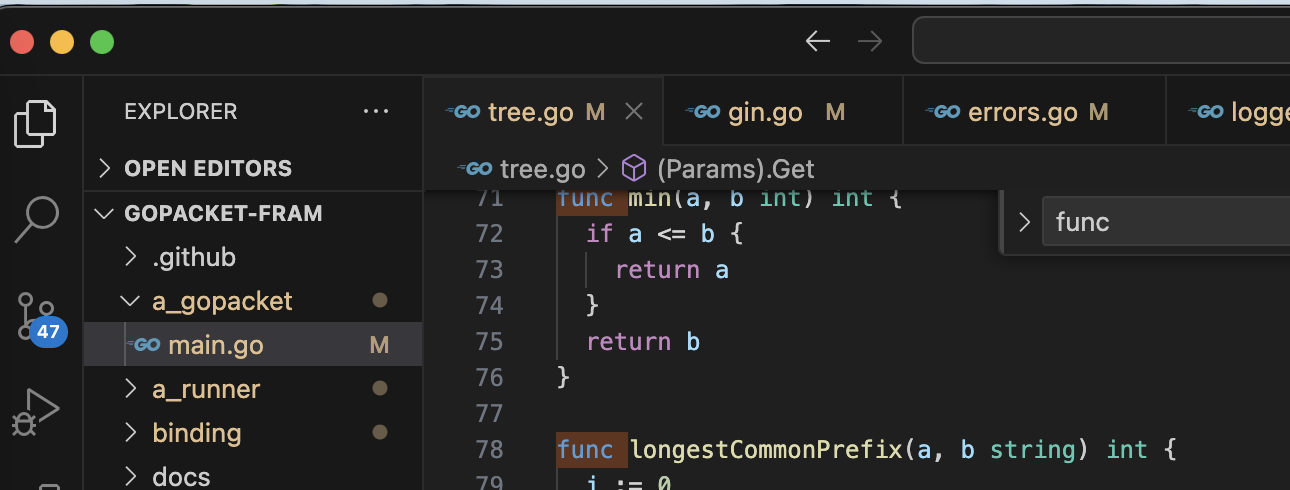 EXPLORER
OPEN EDITORS
GOPACKET-FRAM
.github
a_gopacket
GO main.go M
a_runner
binding
docs
47
GO tree.go M
GO gin.go M
GO errors.go M
GO logge
GO tree.go > (Params).Get
func
71 func min(a, b int) int {
72 if a <= b {
73 return a
74 }
75 return b
76 }
77
78 func longestCommonPrefix(a, b string) int {
79 i := 0